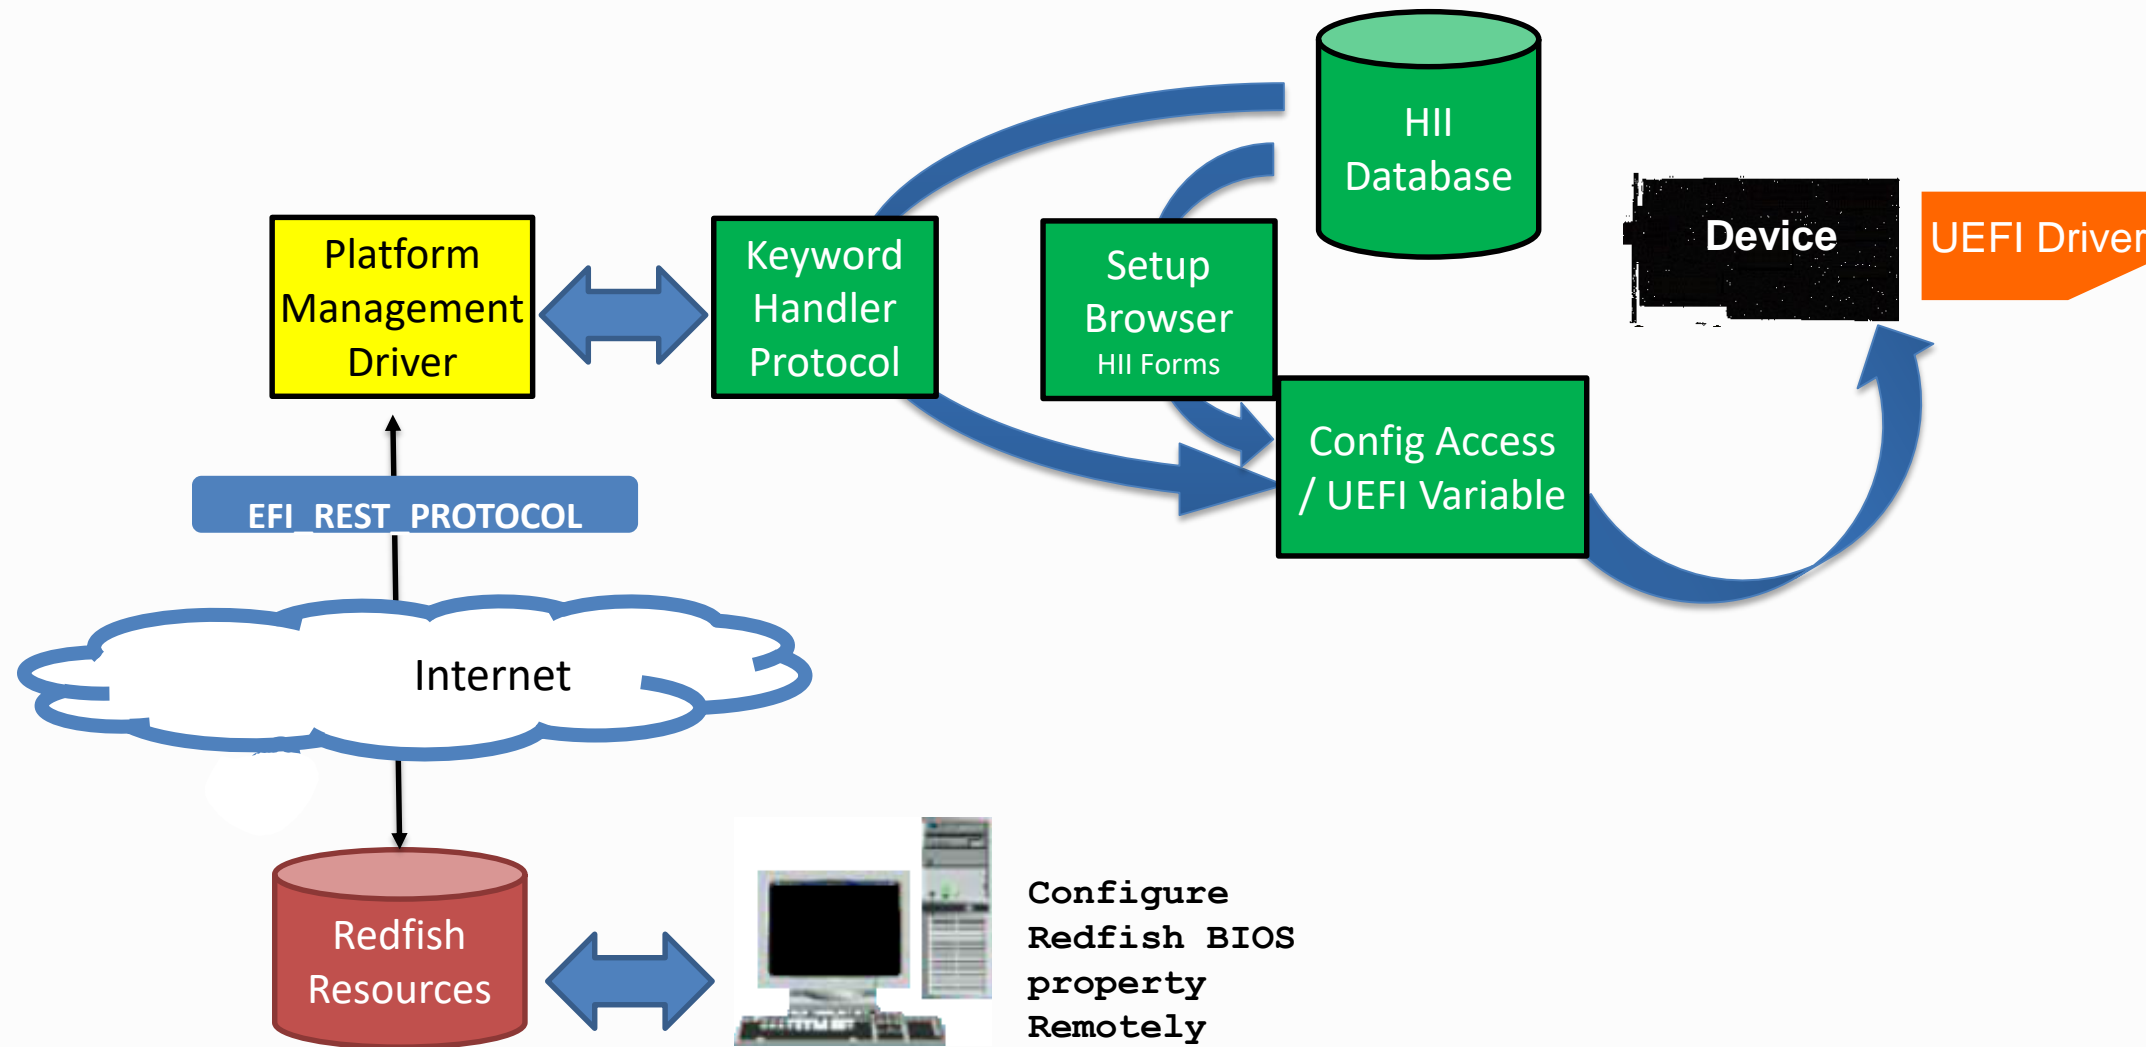 HII
Database
Device
UEFI Driver
Platform
Management
Driver
Keyword
Handler
Protocol
Setup
Browser
HII Forms
Config Access
/ UEFI Variable
EFI_REST_PROTOCOL
Internet
Redfish
Resources
Configure
Redfish BIOS
property
Remotely